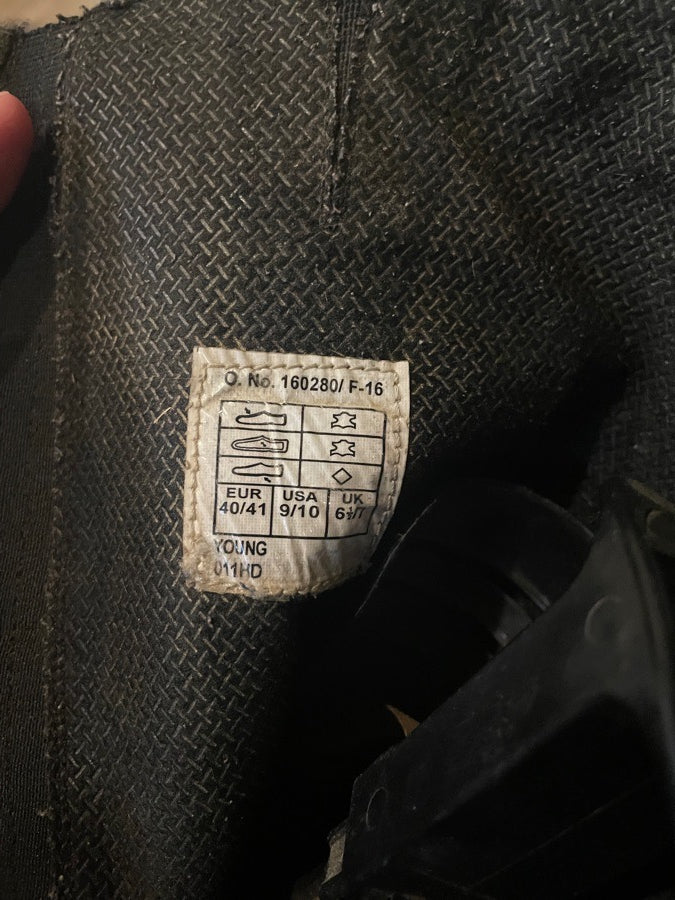 O. No. 160280/ F-16
EUR USA UK
40/41 9/10 6½/7
YOUNG
011HD